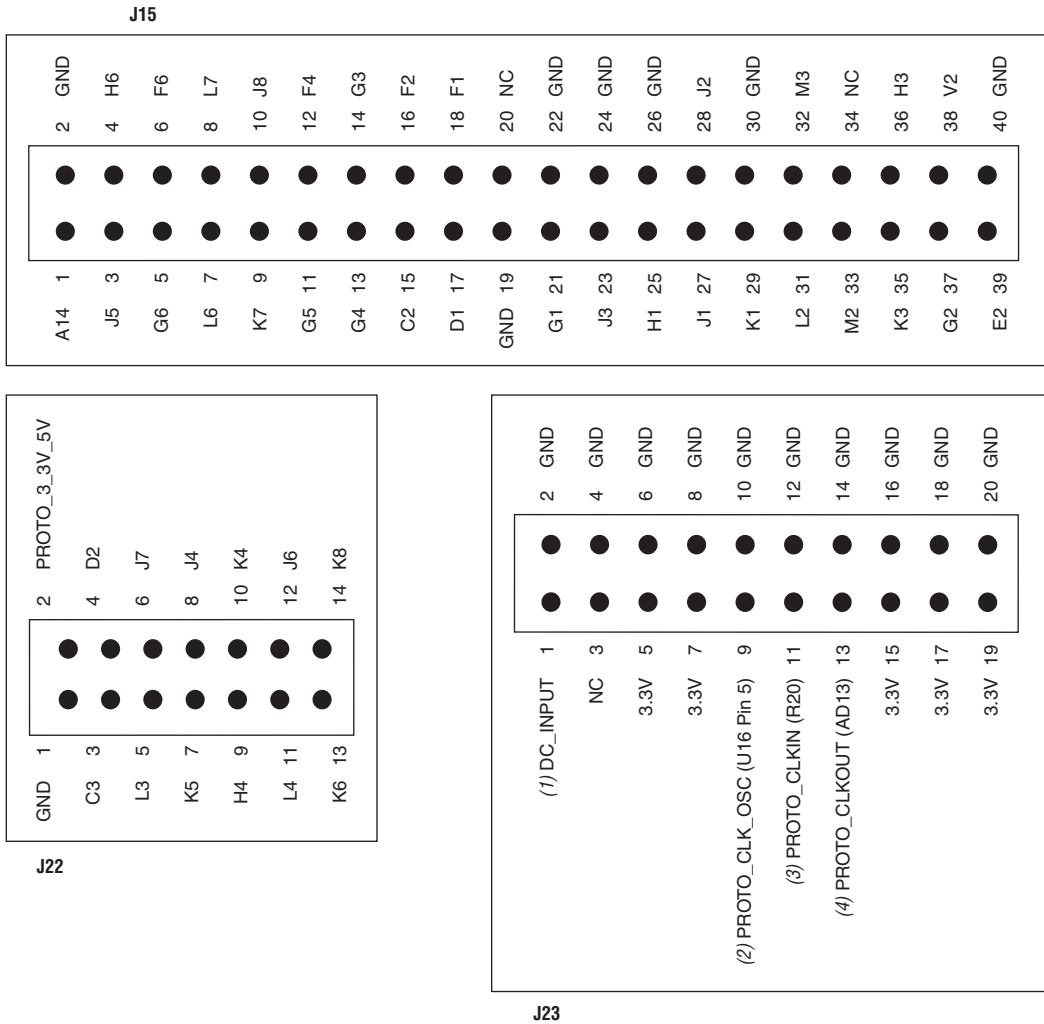 J15
2 GND
4 H6
6 F6
8 L7
10 J8
12 F4
14 G3
16 F2
18 F1
20 NC
22 GND
24 GND
26 GND
28 J2
30 GND
32 M3
34 NC
36 H3
38 V2
40 GND
A14 1
J5 3
G6 5
L6 7
K7 9
G5 11
G4 13
C2 15
D1 17
GND 19
G1 21
J3 23
H1 25
J1 27
K1 29
L2 31
M2 33
K3 35
G2 37
E2 39
2 PROTO_3_3V_5V
4 D2
6 J7
8 J4
10 K4
12 J6
14 K8
GND 1
C3 3
L3 5
K5 7
H4 9
L4 11
K6 13
J22
2 GND
4 GND
6 GND
8 GND
10 GND
12 GND
14 GND
16 GND
18 GND
20 GND
(1) DC_INPUT 1
NC 3
3.3V 5
3.3V 7
(2) PROTO_CLK_OSC (U16 Pin 5) 9
(3) PROTO_CLKIN (R20) 11
(4) PROTO_CLKOUT (AD13) 13
3.3V 15
3.3V 17
3.3V 19
J23